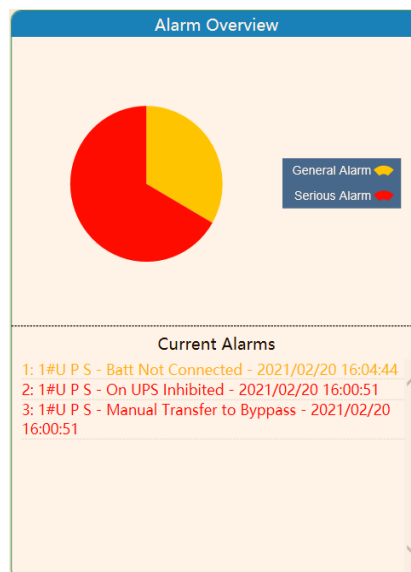 Alarm Overview
General Alarm
Serious Alarm
Current Alarms
1: 1#U P S - Batt Not Connected - 2021/02/20 16:04:44
2: 1#U P S - On UPS Inhibited - 2021/02/20 16:00:51
3: 1#U P S - Manual Transfer to Byppass - 2021/02/20
16:00:51